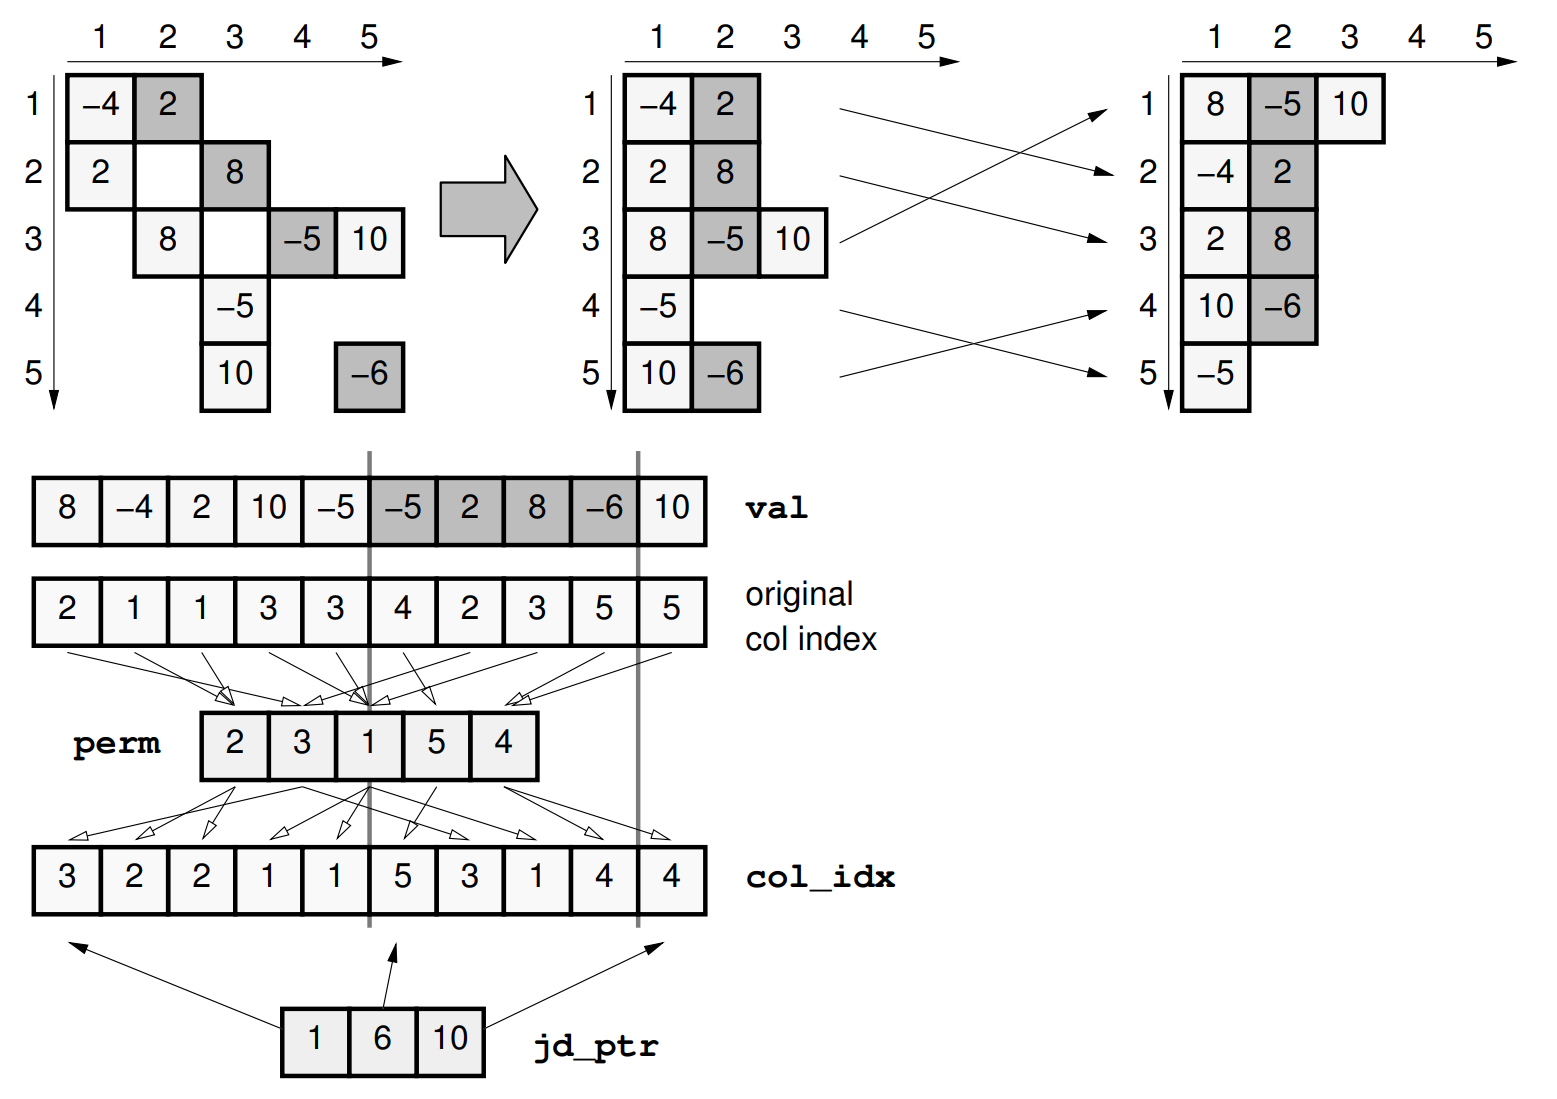 1 2 3 4 5 1 2 3 4 5 1 2 3 4 5
1 −4 2 1 −4 2 1 8 −5 10
2 2 8 2 2 8 2 −4 2
3 8 −5 10 3 8 −5 10 3 2 8
4 −5 4 −5 4 10 −6
5 10 −6 5 10 −6 5 −5
8 −4 2 10 −5 −5 2 8 −6 10 val
2 1 1 3 3 4 2 3 5 5 original
col index
perm 2 3 1 5 4
3 2 2 1 1 5 3 1 4 4 col_idx
1 6 10 jd_ptr